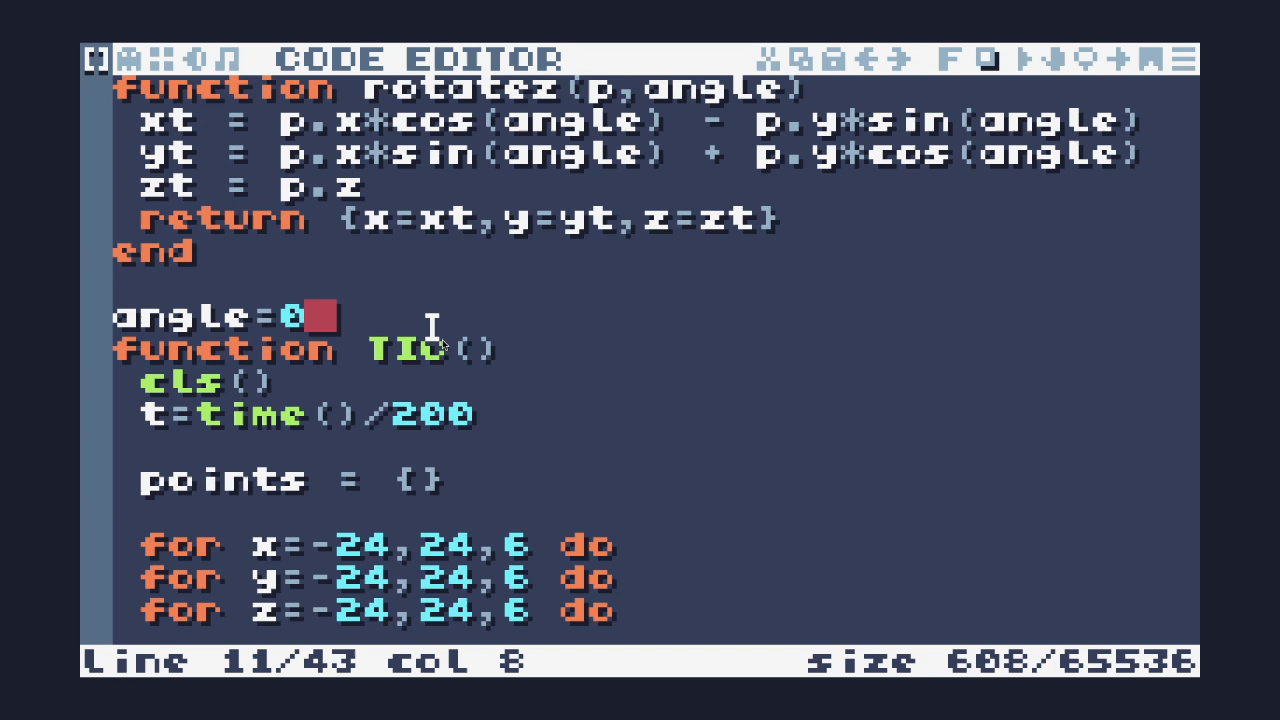 CODE EDITOR
F
function rotatez(p,angle)
 xt = p.x*cos(angle) - p.y*sin(angle)
 yt = p.x*sin(angle) + p.y*cos(angle)
 zt = p.z
 return {x=xt,y=yt,z=zt}
end
angle=0
function TIC()
 cls()
 t=time()/200
 points = {}
 for x=-24,24,6 do
 for y=-24,24,6 do
 for z=-24,24,6 do
line 11/43 col 8
size 608/65536